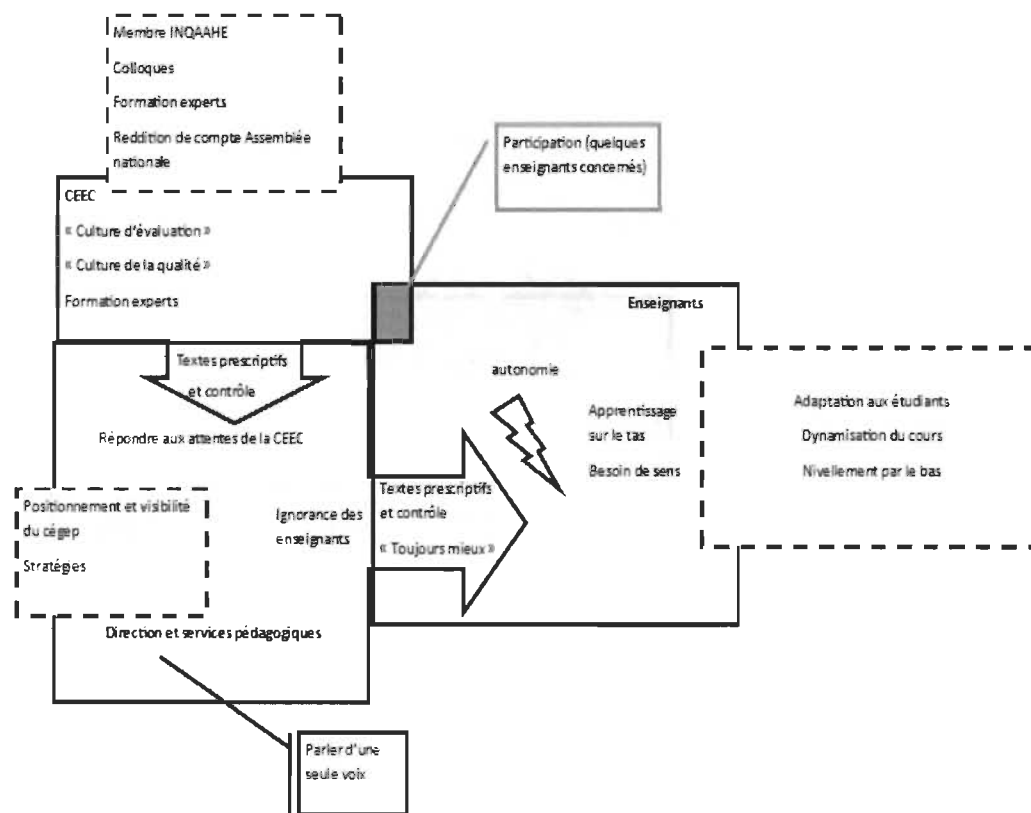 Membre INQAAHE
Colloques
Formation experts
Reddition de compte Assemblée
nationale
Participation (quelques
enseignants concernés)
CEEC
« Culture d'évaluation »
« Culture de la qualité »
Formation experts
Enseignants
Textes prescriptifs
et contrôle
autonomie
Apprentissage
sur le tas
Besoin de sens
Adaptation aux étudiants
Dynamisation du cours
Nivellement par le bas
Répondre aux attentes de la CEEC
Positionnement et visibilité
du cégep
Stratégies
Ignorance des
enseignants
Textes prescriptifs
et contrôle
« Toujours mieux »
Direction et services pédagogiques
Parler d'une
seule voix